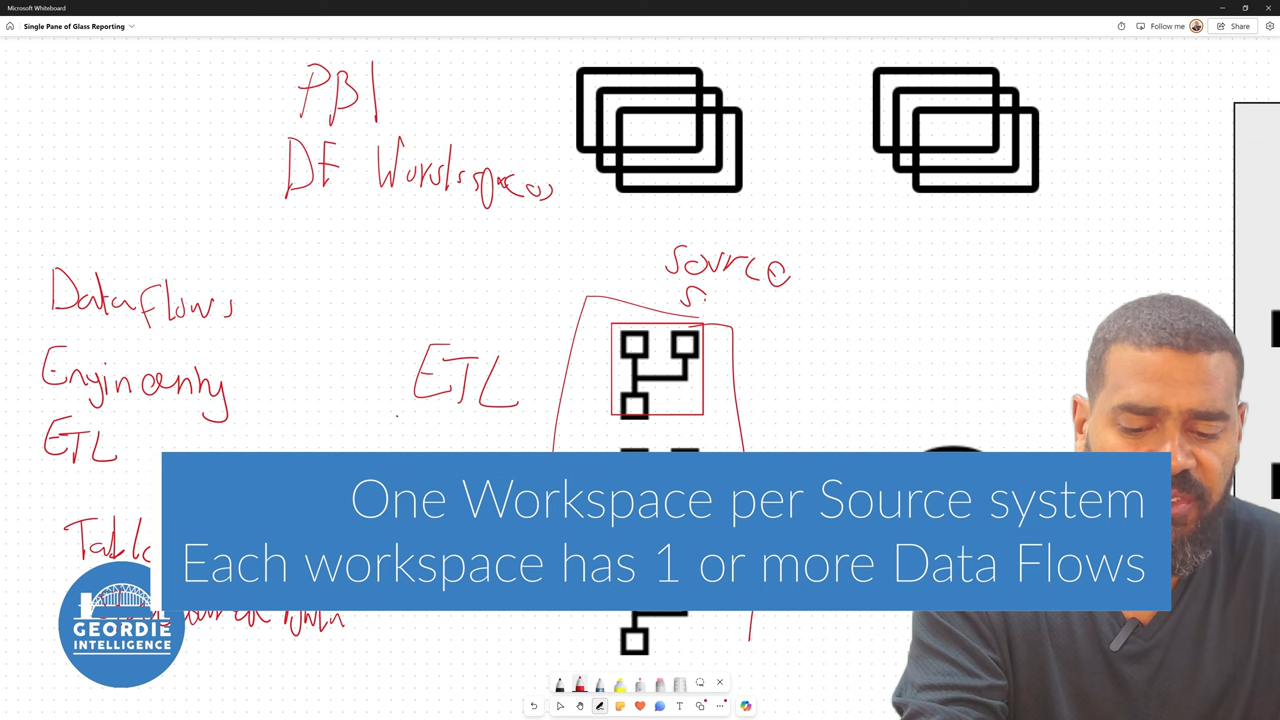 Microsoft Whiteboard
Single Pane of Glass Reporting
Follow me
Share
PBI
DF Workspaces
Source
S
Dataflows
Engineering
ETL
ETL
One Workspace per Source system
Each workspace has 1 or more Data Flows
Table
GEORDIE
INTELLIGENCE